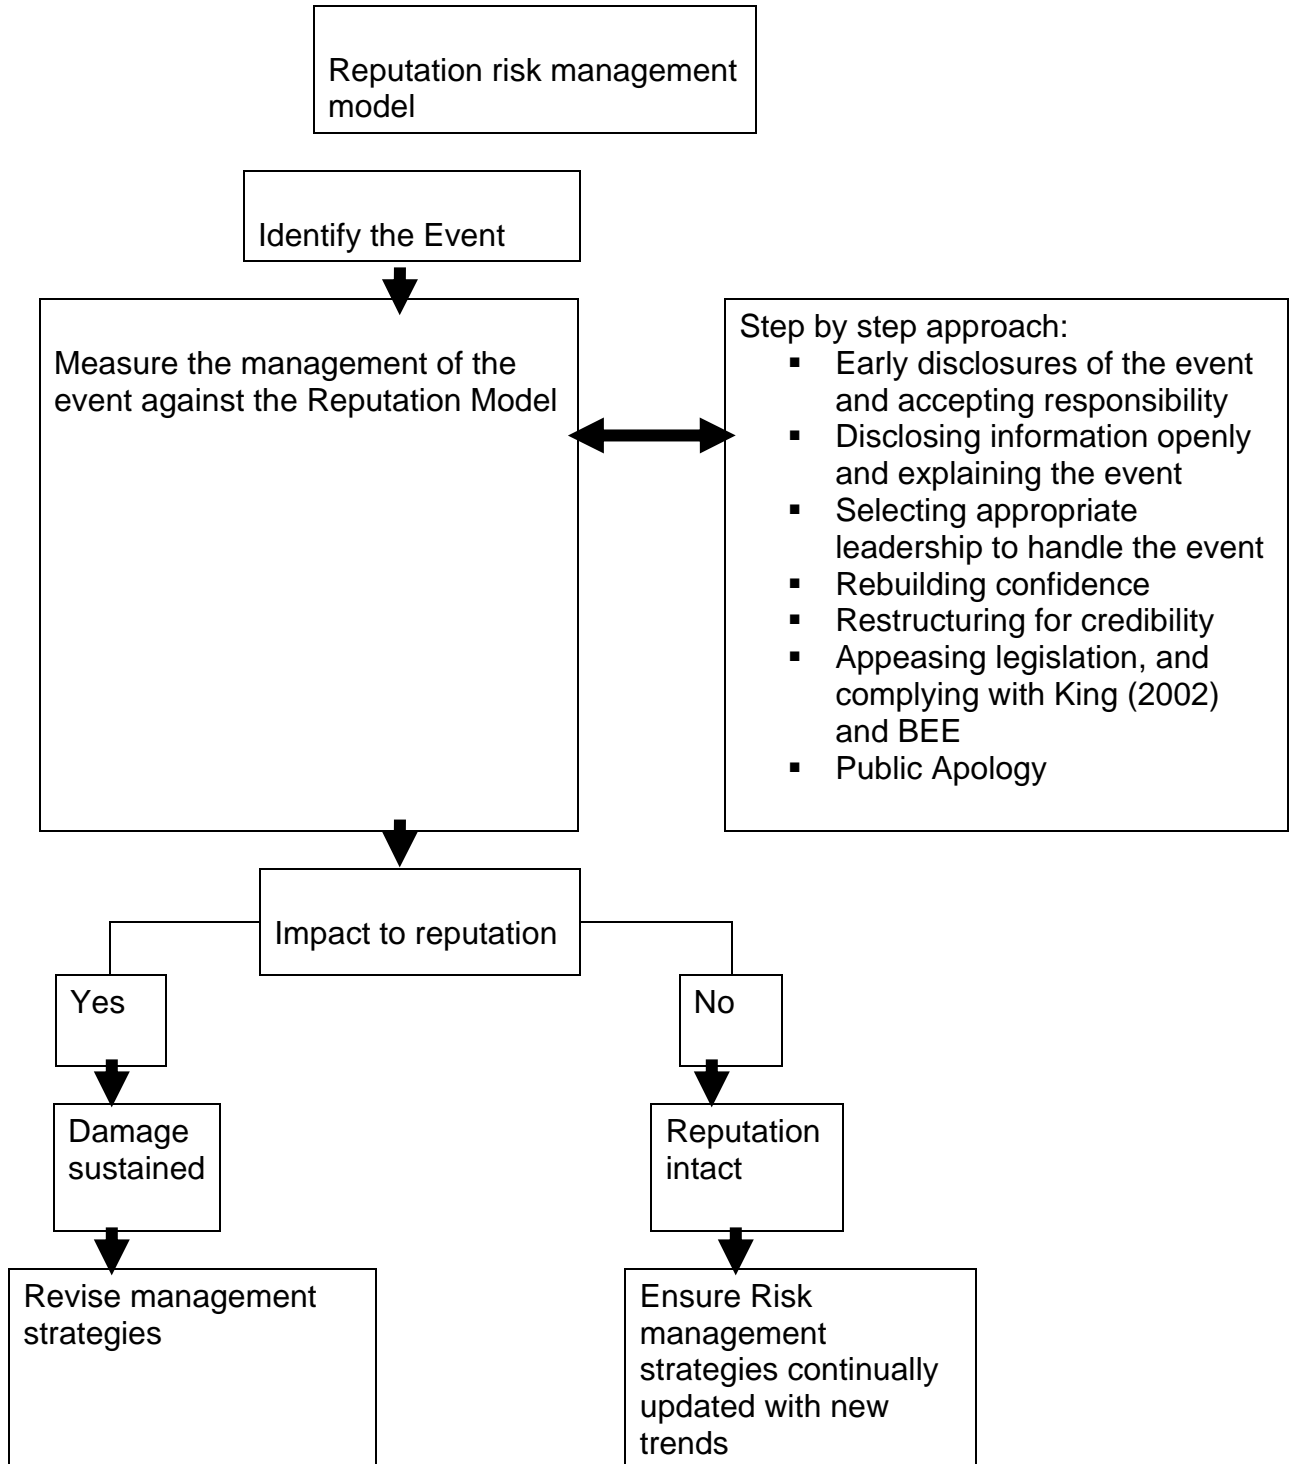 Reputation risk management
model
Identify the Event
Measure the management of the
event against the Reputation Model
Step by step approach:
▪ Early disclosures of the event
and accepting responsibility
▪ Disclosing information openly
and explaining the event
▪ Selecting appropriate
leadership to handle the event
▪ Rebuilding confidence
▪ Restructuring for credibility
▪ Appeasing legislation, and
complying with King (2002)
and BEE
▪ Public Apology
Impact to reputation
Yes
No
Damage
sustained
Reputation
intact
Revise management
strategies
Ensure Risk
management
strategies continually
updated with new
trends